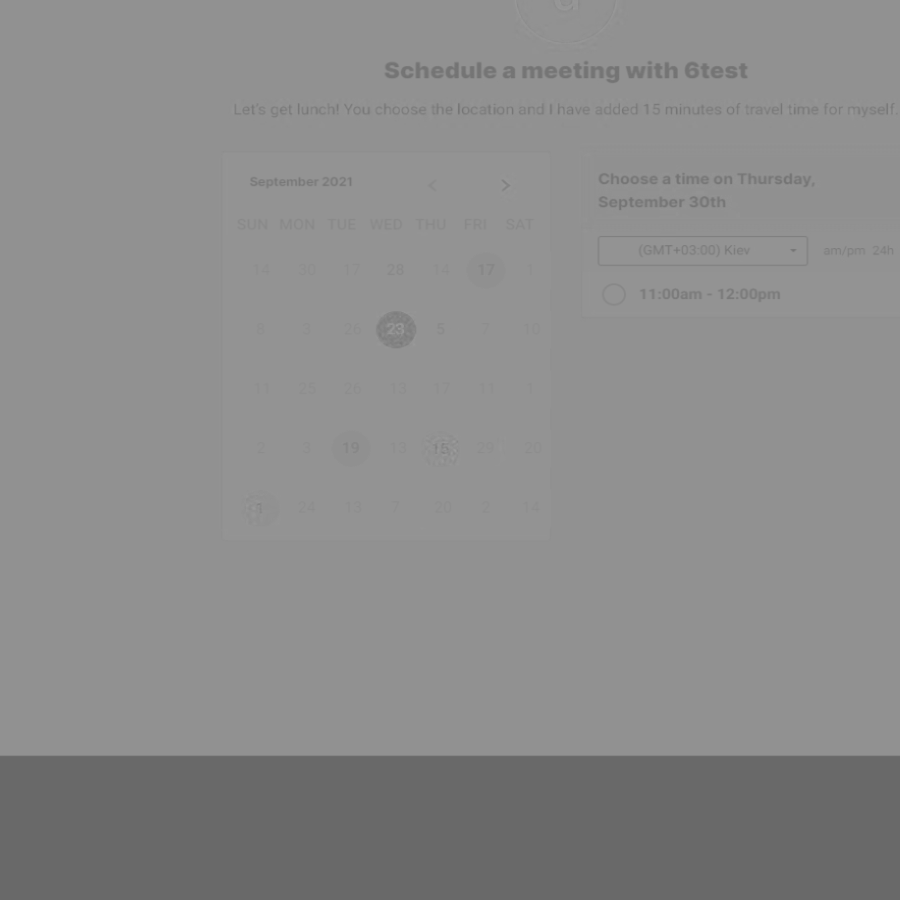 Schedule a meeting with 6test
Let's get lunch! You choose the location and I have added 15 minutes of travel time for myself.
September 2021
SUN MON TUE WED THU FRI SAT
14 30 17 28 14 17 1
8 3 26 23 5 7 10
11 25 26 13 17 11 1
2 3 19 18 15 29 20
24 13 7 20 2 14
Choose a time on Thursday,
September 30th
(GMT+03:00) Kiev
am/pm 24h
11:00am - 12:00pm